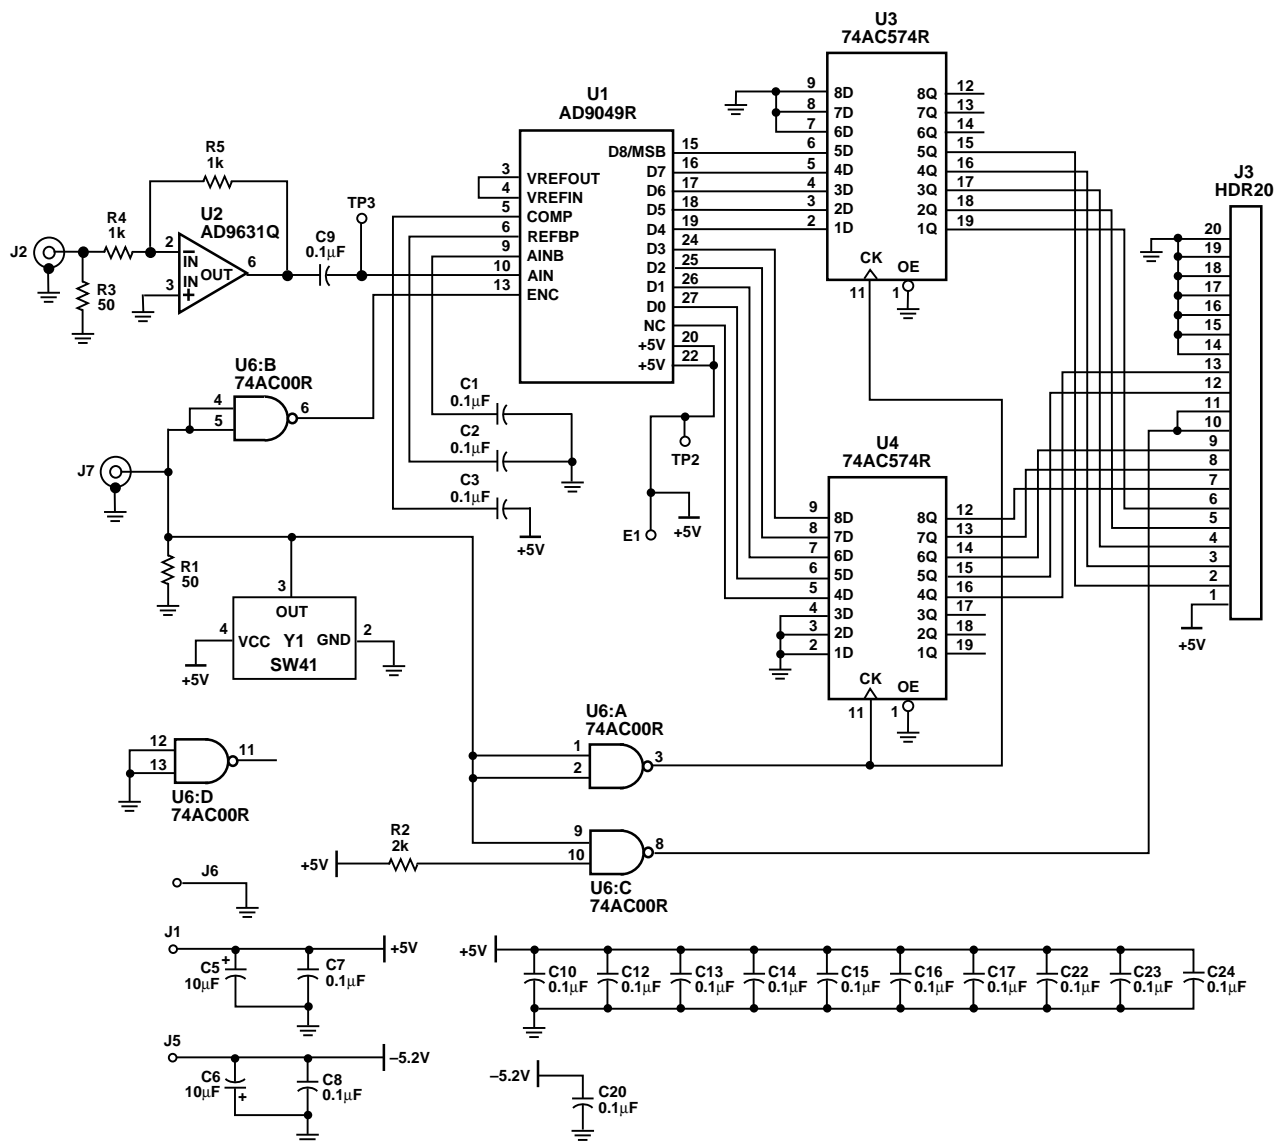 U3
74AC574R
9 8D 8Q 12
8 7D 7Q 13
7 6D 6Q 14
6 5D 5Q 15
5 4D 4Q 16
4 3D 3Q 17
3 2D 2Q 18
2 1D 1Q 19
CK OE
11 1
U1
AD9049R
D8/MSB 15
D7 16
D6 17
D5 18
D4 19
D3 24
D2 25
D1 26
D0 27
NC
+5V 20
+5V 22
3 VREFOUT
4 VREFIN
5 COMP
6 REFBP
9 AINB
10 AIN
13 ENC
R5
1k
U2
AD9631Q
R4
1k
J2
2 – IN
OUT 6
3 IN +
R3
50
C9
0.1µF
TP3
U6:B
74AC00R
4
5
6
J7
C1
0.1µF
C2
0.1µF
C3
0.1µF
+5V
R1
50
3
OUT
4 VCC Y1 GND 2
SW41
+5V
TP2
E1
+5V
U4
74AC574R
9 8D 8Q 12
8 7D 7Q 13
7 6D 6Q 14
6 5D 5Q 15
5 4D 4Q 16
4 3D 3Q 17
3 2D 2Q 18
2 1D 1Q 19
CK OE
11 1
J3
HDR20
20
19
18
17
16
15
14
13
12
11
10
9
8
7
6
5
4
3
2
1
+5V
U6:A
74AC00R
1
2
3
12
13
11
U6:D
74AC00R
R2
2k
+5V
9
10
8
U6:C
74AC00R
J6
J1
+5V
+
C5
10µF
C7
0.1µF
J5
–5.2V
C6
10µF
+
C8
0.1µF
+5V
C10
0.1µF
C12
0.1µF
C13
0.1µF
C14
0.1µF
C15
0.1µF
C16
0.1µF
C17
0.1µF
C22
0.1µF
C23
0.1µF
C24
0.1µF
–5.2V
C20
0.1µF